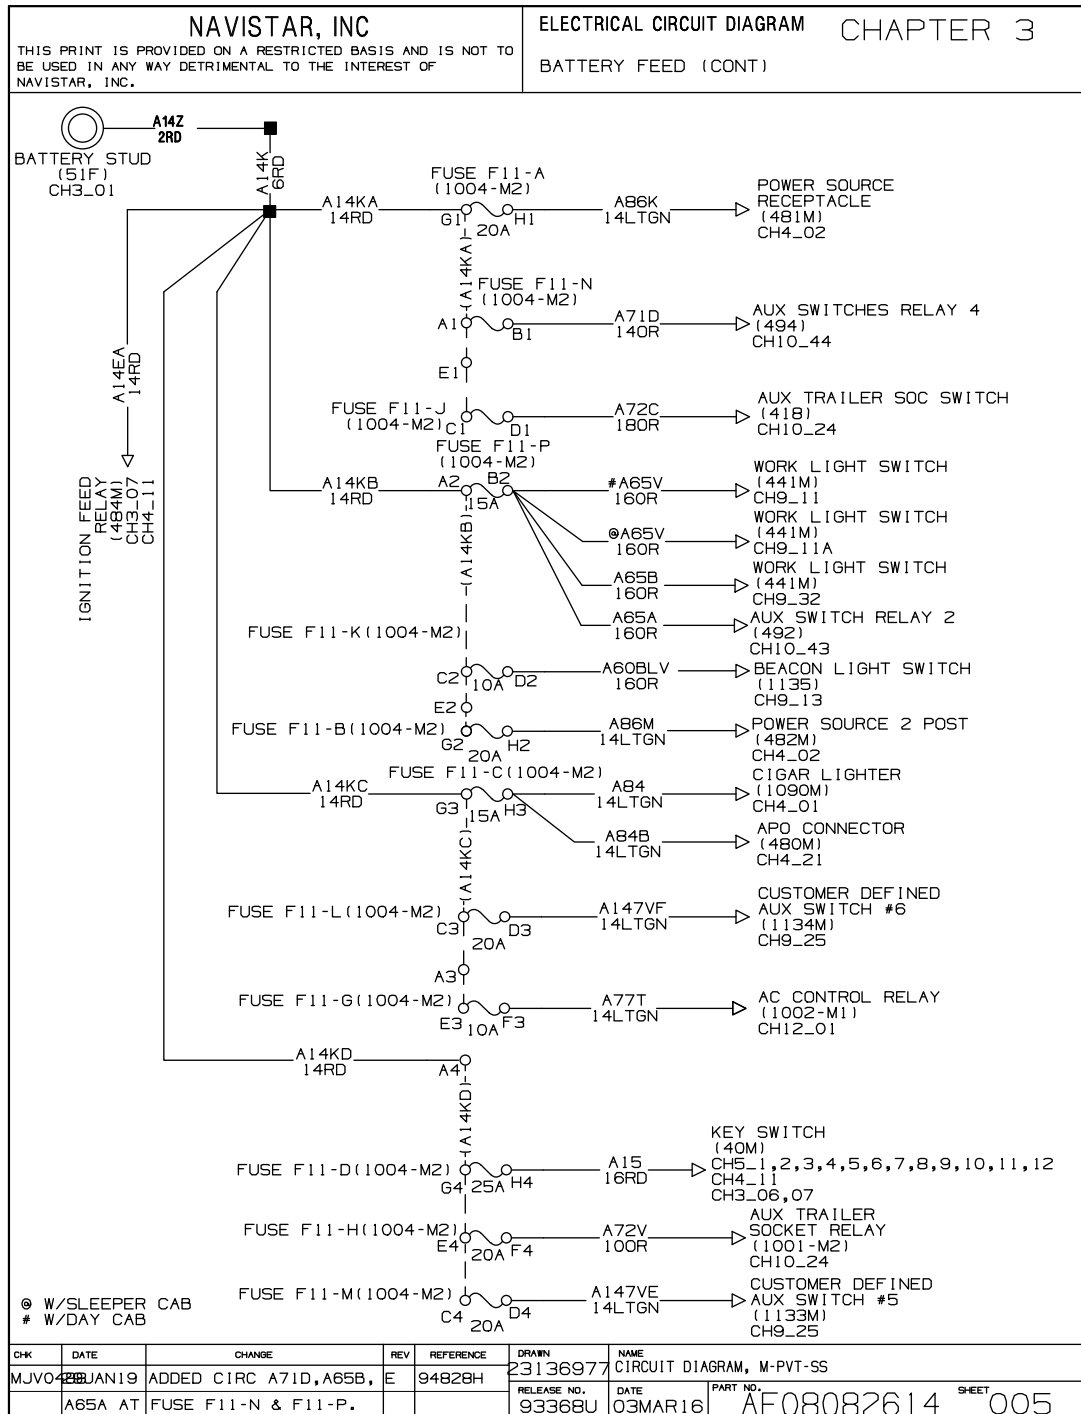 NAVISTAR, INC
THIS PRINT IS PROVIDED ON A RESTRICTED BASIS AND IS NOT TO
BE USED IN ANY WAY DETRIMENTAL TO THE INTEREST OF
NAVISTAR, INC.
ELECTRICAL CIRCUIT DIAGRAM
CHAPTER 3
BATTERY FEED (CONT)
A14Z
2RD
BATTERY STUD
(51F)
CH3_01
A14K
6RD
A14KA
14RD
FUSE F11-A
(1004-M2)
G1
20A
H1
A86K
14LTGN
POWER SOURCE
RECEPTACLE
(481M)
CH4_02
(A14KA)
FUSE F11-N
(1004-M2)
A1
B1
A71D
14OR
AUX SWITCHES RELAY 4
(494)
CH10_44
E1
A14EA
14RD
IGNITION FEED
RELAY
(484M)
CH3_07
CH4_11
FUSE F11-J
(1004-M2)
C1
D1
A72C
18OR
AUX TRAILER SOC SWITCH
(418)
CH10_24
FUSE F11-P
(1004-M2)
A14KB
14RD
A2
15A
B2
#A65V
16OR
WORK LIGHT SWITCH
(441M)
CH9_11
@A65V
16OR
WORK LIGHT SWITCH
(441M)
CH9_11A
A65B
16OR
WORK LIGHT SWITCH
(441M)
CH9_32
A65A
16OR
AUX SWITCH RELAY 2
(492)
CH10_43
(A14KB)
FUSE F11-K(1004-M2)
C2
10A
D2
A60BLV
16OR
BEACON LIGHT SWITCH
(1135)
CH9_13
E2
FUSE F11-B(1004-M2)
G2
20A
H2
A86M
14LTGN
POWER SOURCE 2 POST
(482M)
CH4_02
FUSE F11-C(1004-M2)
A14KC
14RD
G3
15A
H3
A84
14LTGN
CIGAR LIGHTER
(1090M)
CH4_01
A84B
14LTGN
APO CONNECTOR
(480M)
CH4_21
(A14KC)
FUSE F11-L(1004-M2)
C3
20A
D3
A147VF
14LTGN
CUSTOMER DEFINED
AUX SWITCH #6
(1134M)
CH9_25
A3
FUSE F11-G(1004-M2)
E3
10A
F3
A77T
14LTGN
AC CONTROL RELAY
(1002-M1)
CH12_01
A14KD
14RD
A4
(A14KD)
FUSE F11-D(1004-M2)
G4
25A
H4
A15
16RD
KEY SWITCH
(40M)
CH5_1,2,3,4,5,6,7,8,9,10,11,12
CH4_11
CH3_06,07
FUSE F11-H(1004-M2)
E4
20A
F4
A72V
10OR
AUX TRAILER
SOCKET RELAY
(1001-M2)
CH10_24
FUSE F11-M(1004-M2)
C4
20A
D4
A147VE
14LTGN
CUSTOMER DEFINED
AUX SWITCH #5
(1133M)
CH9_25
@ W/SLEEPER CAB
# W/DAY CAB
CHK DATE CHANGE REV REFERENCE
ADDED CIRC A71D,A65B, E 94828H
A65A AT FUSE F11-N & F11-P.
DRAWN
23136977
NAME
CIRCUIT DIAGRAM, M-PVT-SS
RELEASE NO.
93368U
DATE
03MAR16
PART NO.
AF08082614
SHEET
005